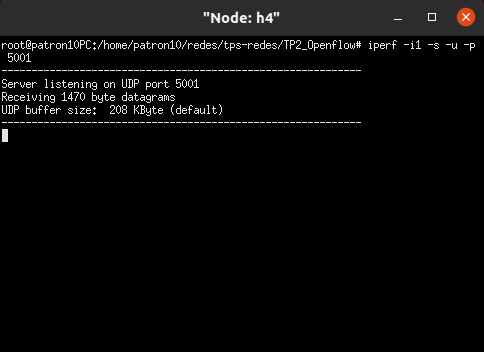 "Node: h4"
root@patron10PC:/home/patron10/redes/tps-redes/TP2_Openflow# iperf -i1 -s -u -p
 5001
------------------------------------------------------------
Server listening on UDP port 5001
Receiving 1470 byte datagrams
UDP buffer size:  208 KByte (default)
------------------------------------------------------------